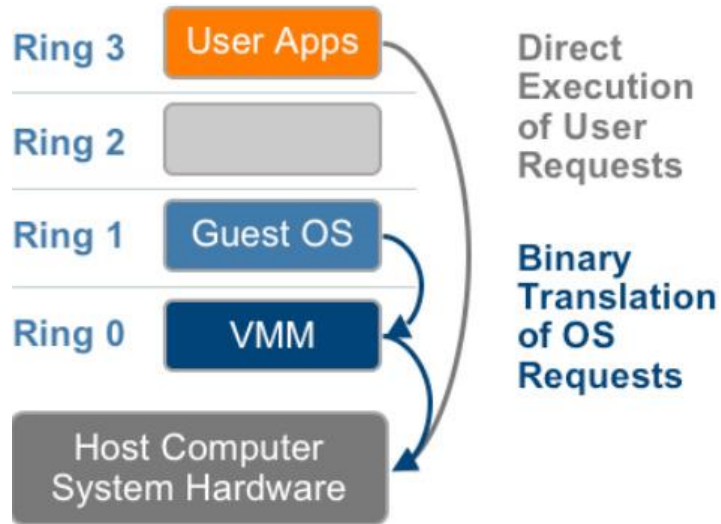 Ring 3
User Apps
Ring 2
Ring 1
Guest OS
Ring 0
VMM
Host Computer
System Hardware
Direct
Execution
of User
Requests
Binary
Translation
of OS
Requests